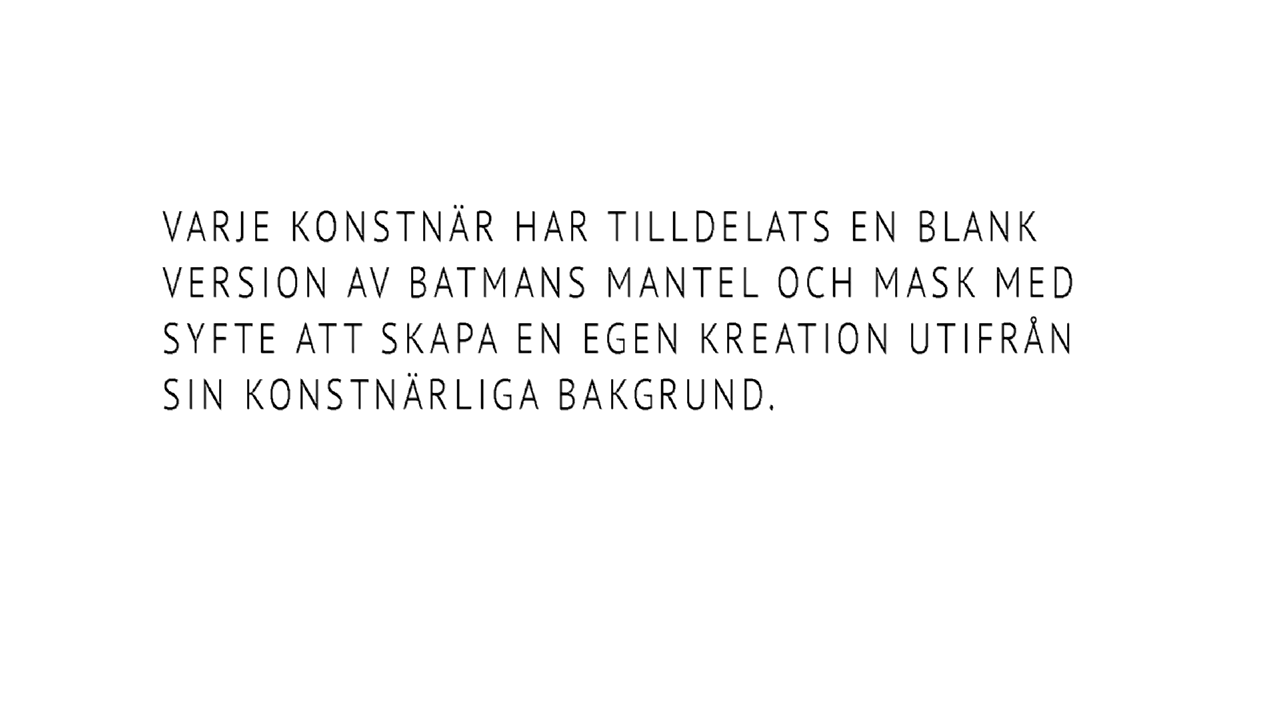 VARJE KONSTNÄR HAR TILLDELATS EN BLANK
VERSION AV BATMANS MANTEL OCH MASK MED
SYFTE ATT SKAPA EN EGEN KREATION UTIFRÅN
SIN KONSTNÄRLIGA BAKGRUND.